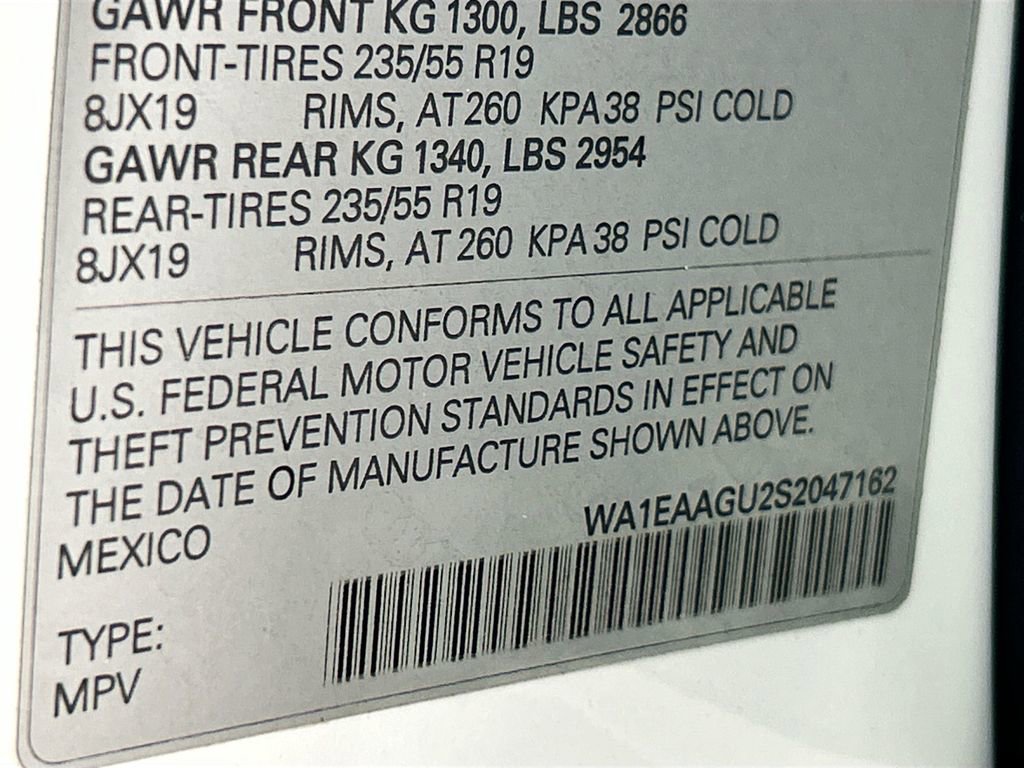 GAWR FRONT KG 1300, LBS 2866
FRONT-TIRES 235/55 R19
8JX19 RIMS, AT 260 KPA 38 PSI COLD
GAWR REAR KG 1340, LBS 2954
REAR-TIRES 235/55 R19
8JX19 RIMS, AT 260 KPA 38 PSI COLD
THIS VEHICLE CONFORMS TO ALL APPLICABLE
U.S. FEDERAL MOTOR VEHICLE SAFETY AND
THEFT PREVENTION STANDARDS IN EFFECT ON
THE DATE OF MANUFACTURE SHOWN ABOVE.
MEXICO
WA1EAAGU2S2047162
TYPE:
MPV